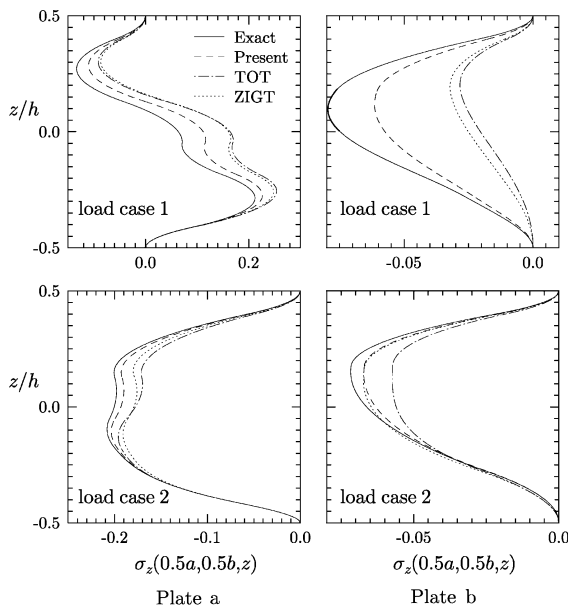 0.5
Exact
Present
TOT
ZIGT
z/h
0.0
load case 1
load case 1
-0.5
0.0
0.2
-0.05
0.0
0.5
z/h
0.0
load case 2
load case 2
-0.5
-0.2
-0.1
0.0
-0.05
0.0
σz(0.5a,0.5b,z)
σz(0.5a,0.5b,z)
Plate a
Plate b